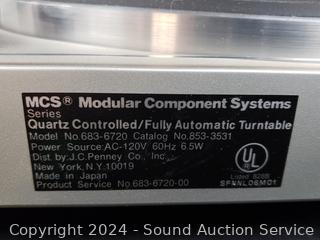 MCS® Modular Component Systems
Series
Quartz Controlled/Fully Automatic Turntable
Model No.683-6720 Catalog No.853-3531
Power Source:AC-120V 60Hz 6.5W
Dist.by:J.C.Penney Co., Inc.,
New York, N.Y.10019
Made in Japan
Product Service No.683-6720-00
UL
Listed 828B
SFNNL06M01
Copyright 2024 - Sound Auction Service